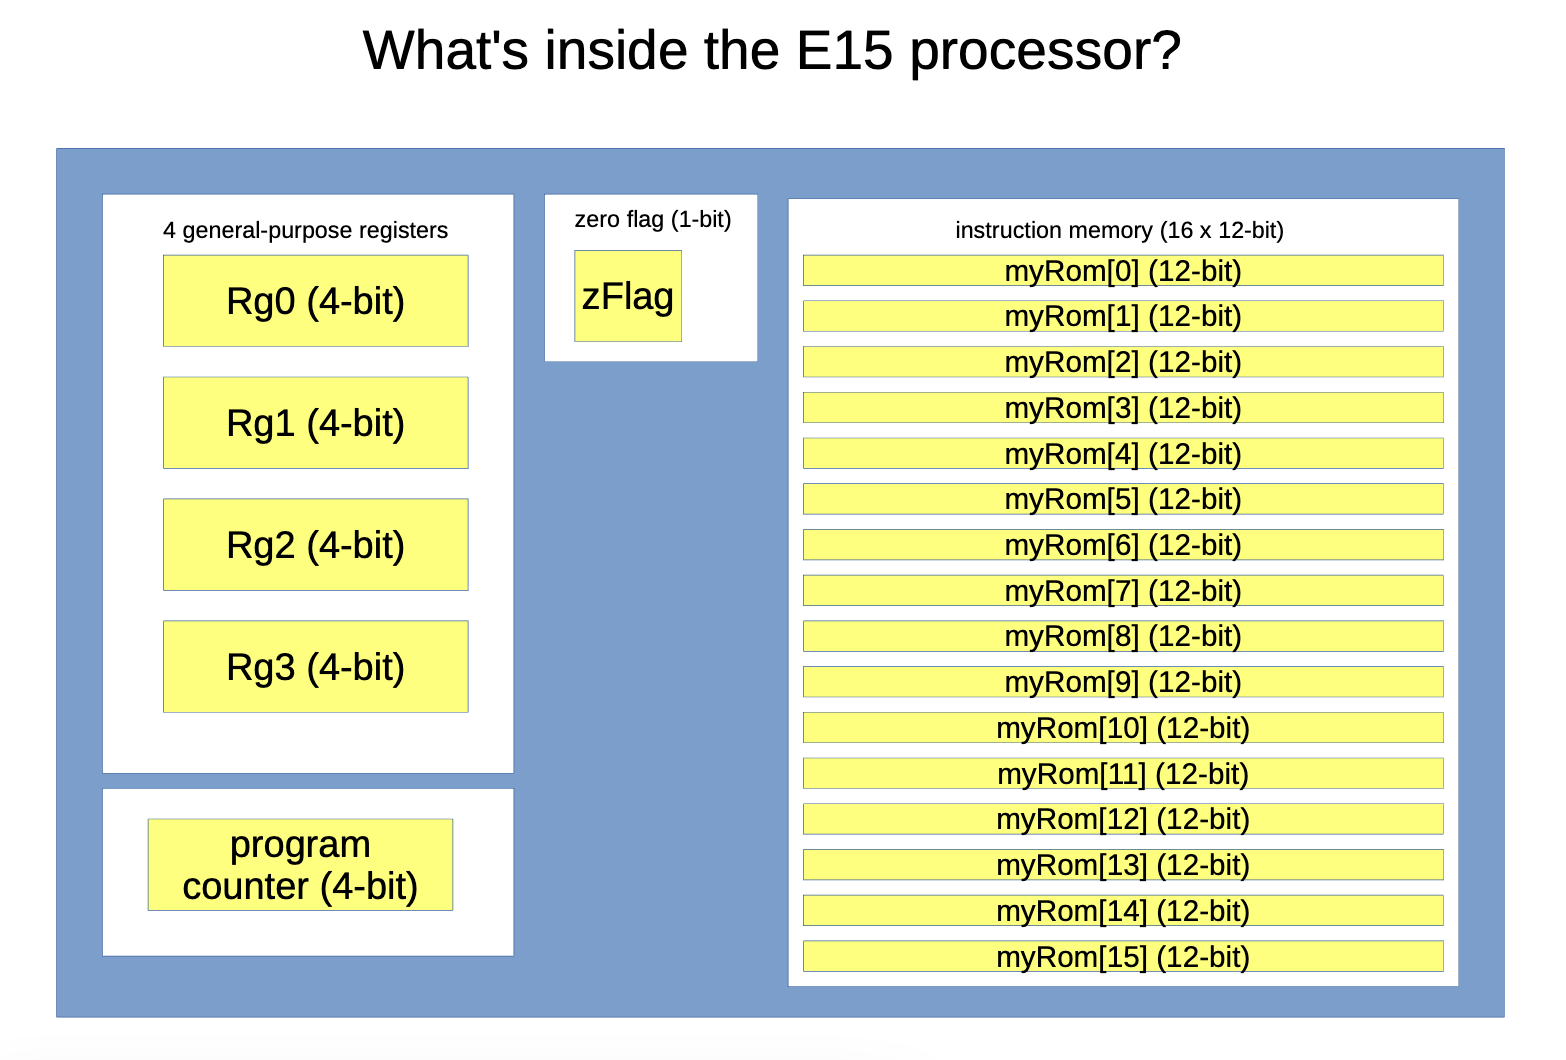 What's inside the E15 processor?
4 general-purpose registers
Rg0 (4-bit)
Rg1 (4-bit)
Rg2 (4-bit)
Rg3 (4-bit)
program
counter (4-bit)
zero flag (1-bit)
zFlag
instruction memory (16 x 12-bit)
myRom[0] (12-bit)
myRom[1] (12-bit)
myRom[2] (12-bit)
myRom[3] (12-bit)
myRom[4] (12-bit)
myRom[5] (12-bit)
myRom[6] (12-bit)
myRom[7] (12-bit)
myRom[8] (12-bit)
myRom[9] (12-bit)
myRom[10] (12-bit)
myRom[11] (12-bit)
myRom[12] (12-bit)
myRom[13] (12-bit)
myRom[14] (12-bit)
myRom[15] (12-bit)